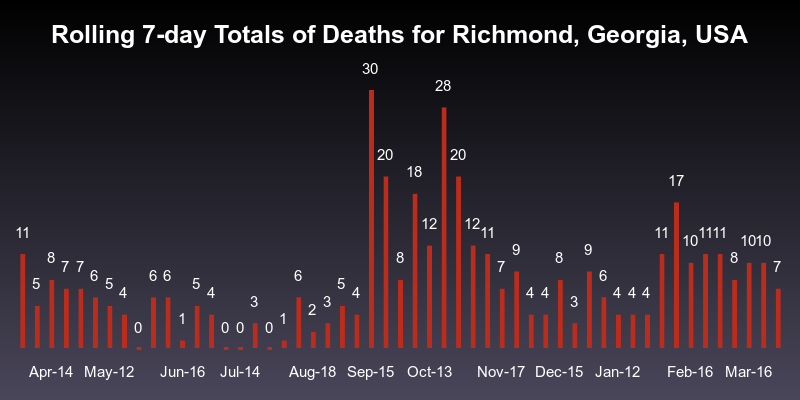 Rolling 7-day Totals of Deaths for Richmond, Georgia, USA
11 5 8 7 7 6 5 4 0 6 6 1 5 4 0 0 3 0 1 6 2 3 5 4 30 20 8 18 12 28 20 12 11 7 9 4 4 8 3 9 6 4 4 4 11 17 10 11 11 8 10 10 7
Apr-14 May-12 Jun-16 Jul-14 Aug-18 Sep-15 Oct-13 Nov-17 Dec-15 Jan-12 Feb-16 Mar-16